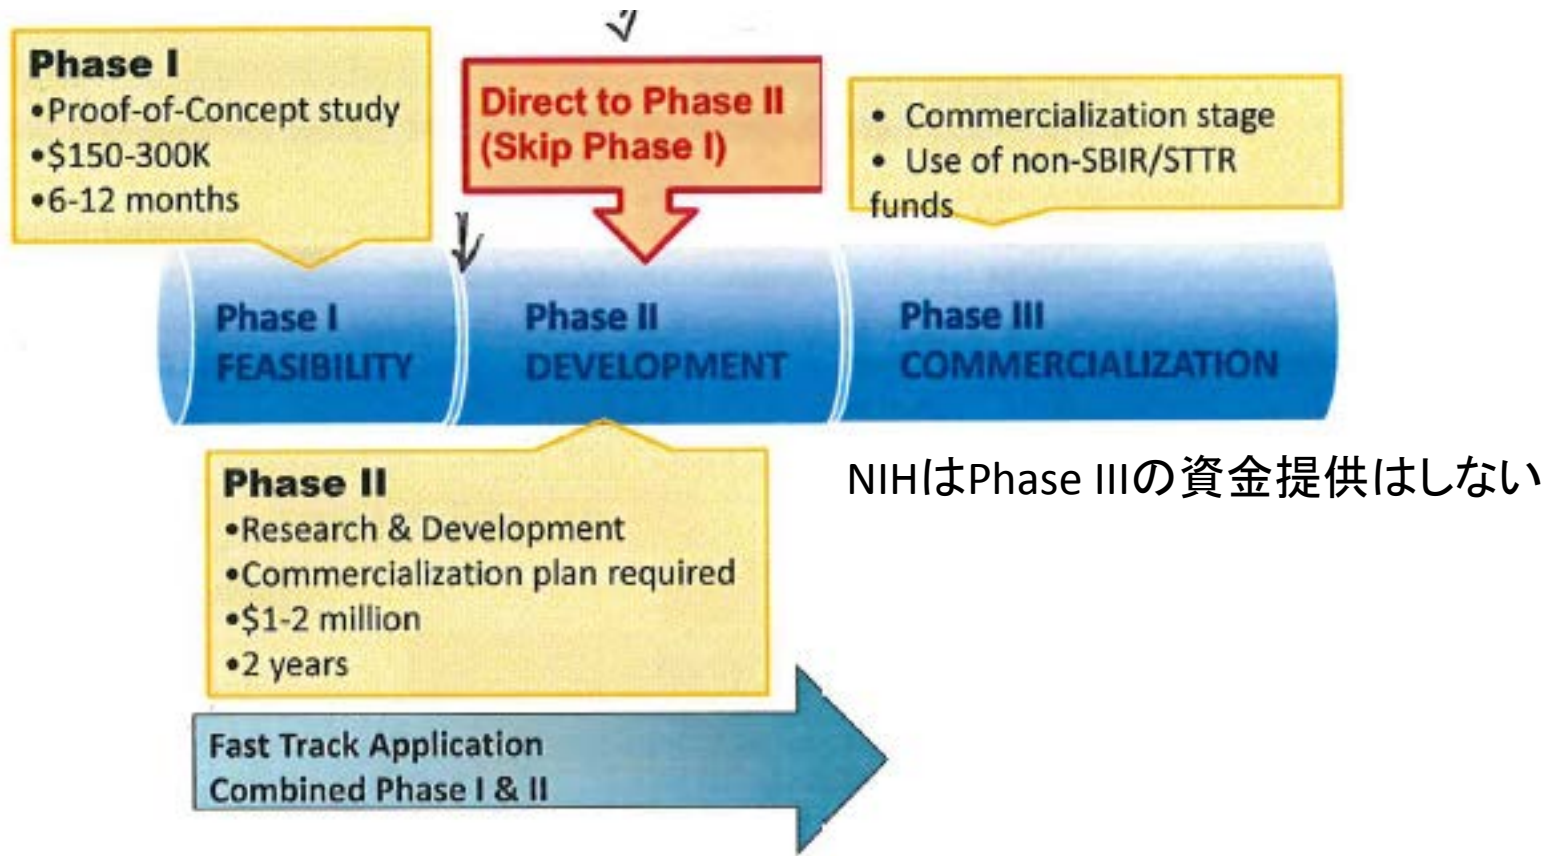 Phase I
•Proof-of-Concept study
•$150-300K
•6-12 months
Direct to Phase II
(Skip Phase I)
• Commercialization stage
• Use of non-SBIR/STTR
funds
Phase I
FEASIBILITY
Phase II
DEVELOPMENT
Phase III
COMMERCIALIZATION
Phase II
•Research & Development
•Commercialization plan required
•$1-2 million
•2 years
NIHはPhase IIIの資金提供はしない
Fast Track Application
Combined Phase I & II